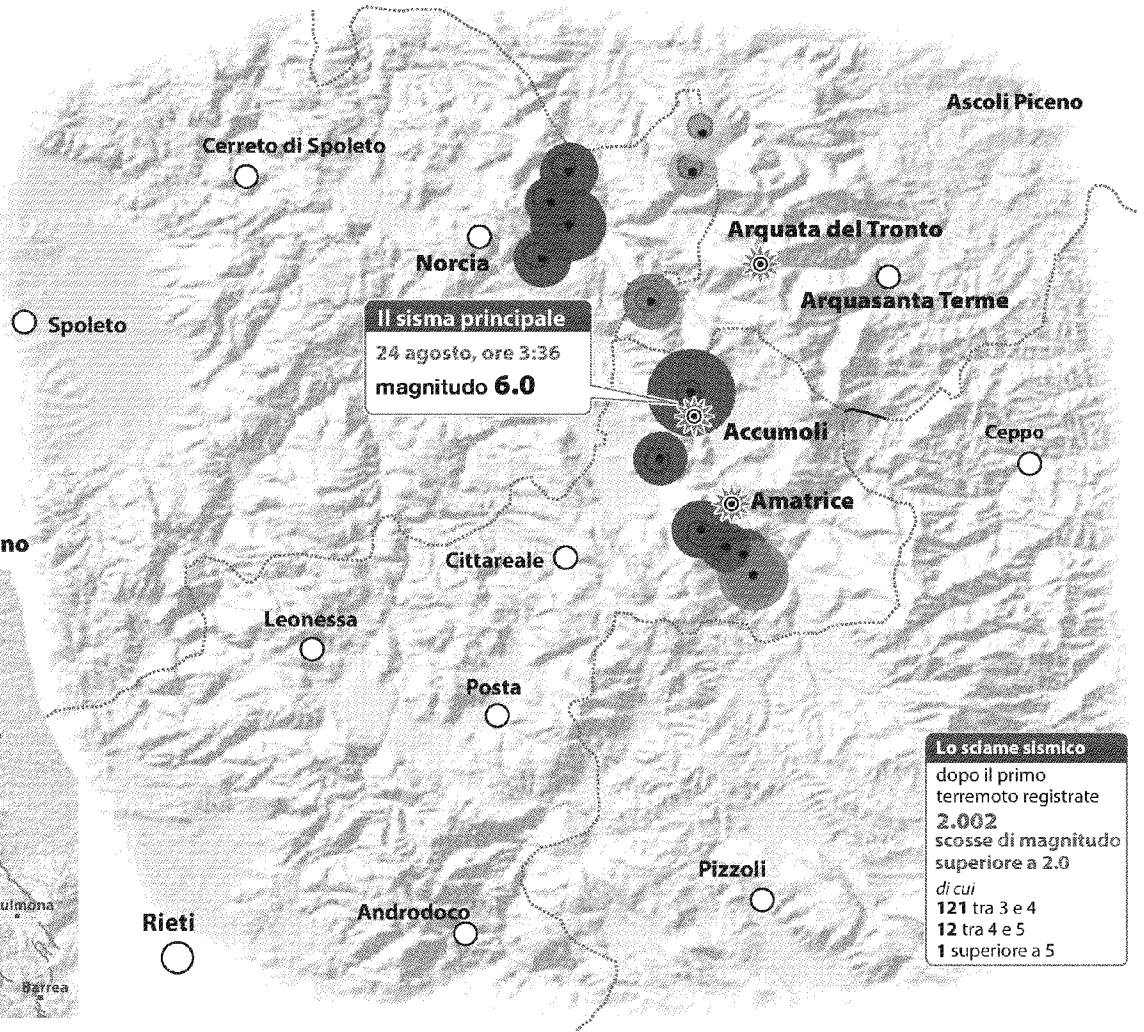 Ascoli Piceno
Cerreto di Spoleto
Arquata del Tronto
Norcia
Arquasanta Terme
Spoleto
Il sisma principale
24 agosto, ore 3:36
magnitudo 6.0
Accumoli
Ceppo
Amatrice
no
Cittareale
Leonessa
Posta
Lo sciame sismico
dopo il primo
terremoto registrate
2.002
scosse di magnitudo
superiore a 2.0
di cui
121 tra 3 e 4
12 tra 4 e 5
1 superiore a 5
Pizzoli
ulmona
Androdoco
Rieti
Barrea